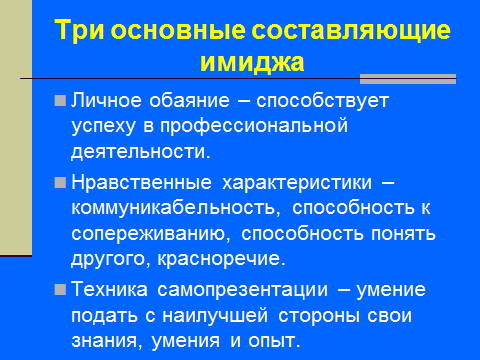 Три основные составляющие
имиджа
Личное обаяние – способствует
успеху в профессиональной
деятельности.
Нравственные характеристики –
коммуникабельность, способность к
сопереживанию, способность понять
другого, красноречие.
Техника самопрезентации – умение
подать с наилучшей стороны свои
знания, умения и опыт.